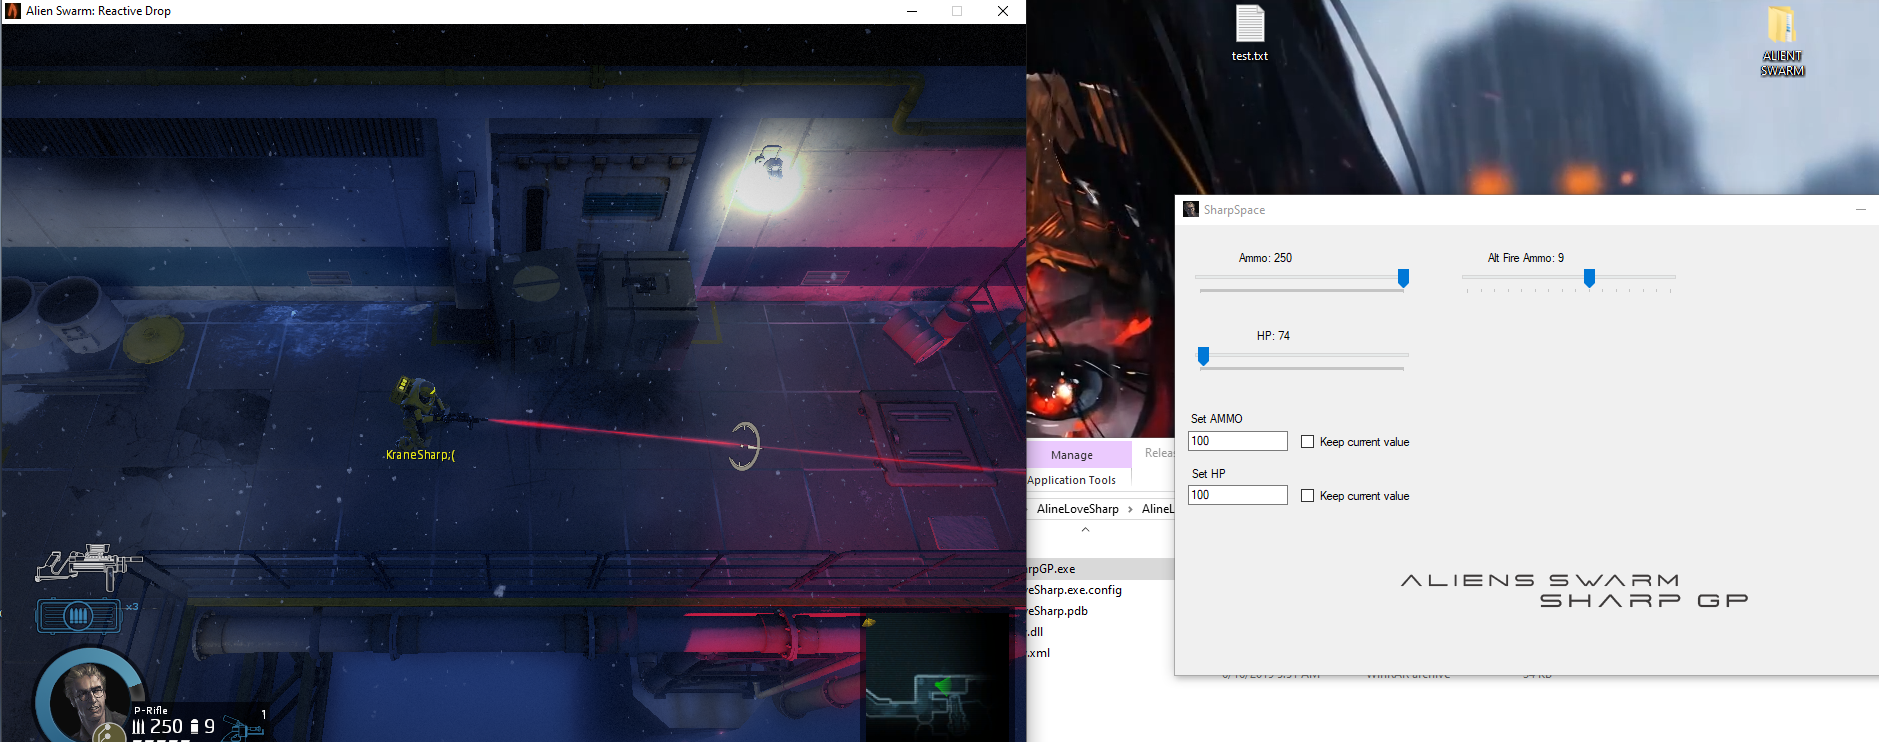 Alien Swarm: Reactive Drop
test.txt
ALIENT
SWARM
SharpSpace
Ammo: 250
Alt Fire Ammo: 9
HP: 74
Set AMMO
100
Keep current value
Set HP
100
Keep current value
ALIENS SWARM
SHARP GP
KraneSharp;(
x3
P-Rifle
250 9
1
Manage
Releas
Application Tools
AlineLoveSharp > AlineL
rpGP.exe
veSharp.exe.config
veSharp.pdb
.dll
.xml